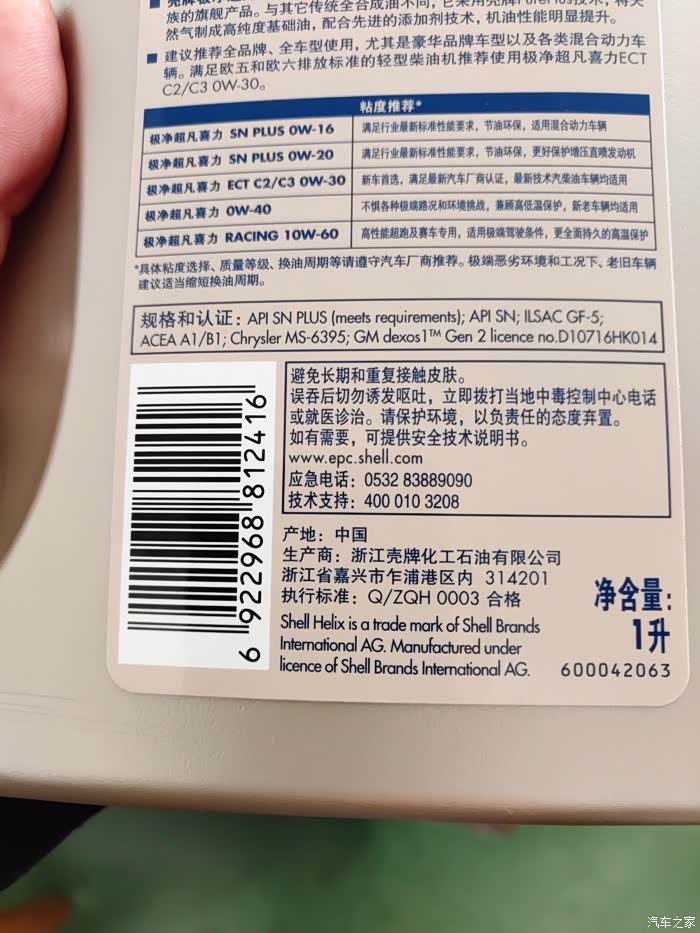 族的旗舰产品。与其它传统全合成油不同，它采用壳牌PurePlus技术，将天
然气制成高纯度基础油，配合先进的添加剂技术，机油性能明显提升。
■ 建议推荐全品牌、全车型使用，尤其是豪华品牌车型以及各类混合动力车
辆。满足欧五和欧六排放标准的轻型柴油机推荐使用极净超凡喜力ECT
C2/C3 0W-30。
粘度推荐*
极净超凡喜力 SN PLUS 0W-16 满足行业最新标准性能要求，节油环保，适用混合动力车辆
极净超凡喜力 SN PLUS 0W-20 满足行业最新标准性能要求，节油环保，更好保护增压直喷发动机
极净超凡喜力 ECT C2/C3 0W-30 新车首选，满足最新汽车厂商认证，最新技术汽柴油车辆均适用
极净超凡喜力 0W-40 不惧各种极端路况和环境挑战，兼顾高低温保护，新老车辆均适用
极净超凡喜力 RACING 10W-60 高性能超跑及赛车专用，适用极端驾驶条件，更全面持久的高温保护
*具体粘度选择、质量等级、换油周期等请遵守汽车厂商推荐。极端恶劣环境和工况下、老旧车辆
建议适当缩短换油周期。
规格和认证：API SN PLUS (meets requirements); API SN; ILSAC GF-5;
ACEA A1/B1; Chrysler MS-6395; GM dexos1™ Gen 2 licence no.D10716HK014
避免长期和重复接触皮肤。
误吞后切勿诱发呕吐，立即拨打当地中毒控制中心电话
或就医诊治。请保护环境，以负责任的态度弃置。
如有需要，可提供安全技术说明书。
www.epc.shell.com
应急电话：0532 83889090
技术支持：400 010 3208
6 922968 812416
产地：中国
生产商：浙江壳牌化工石油有限公司
浙江省嘉兴市乍浦港区内 314201
执行标准：Q/ZQH 0003 合格
Shell Helix is a trade mark of Shell Brands
International AG. Manufactured under
licence of Shell Brands International AG.
净含量：
1升
600042063
汽车之家